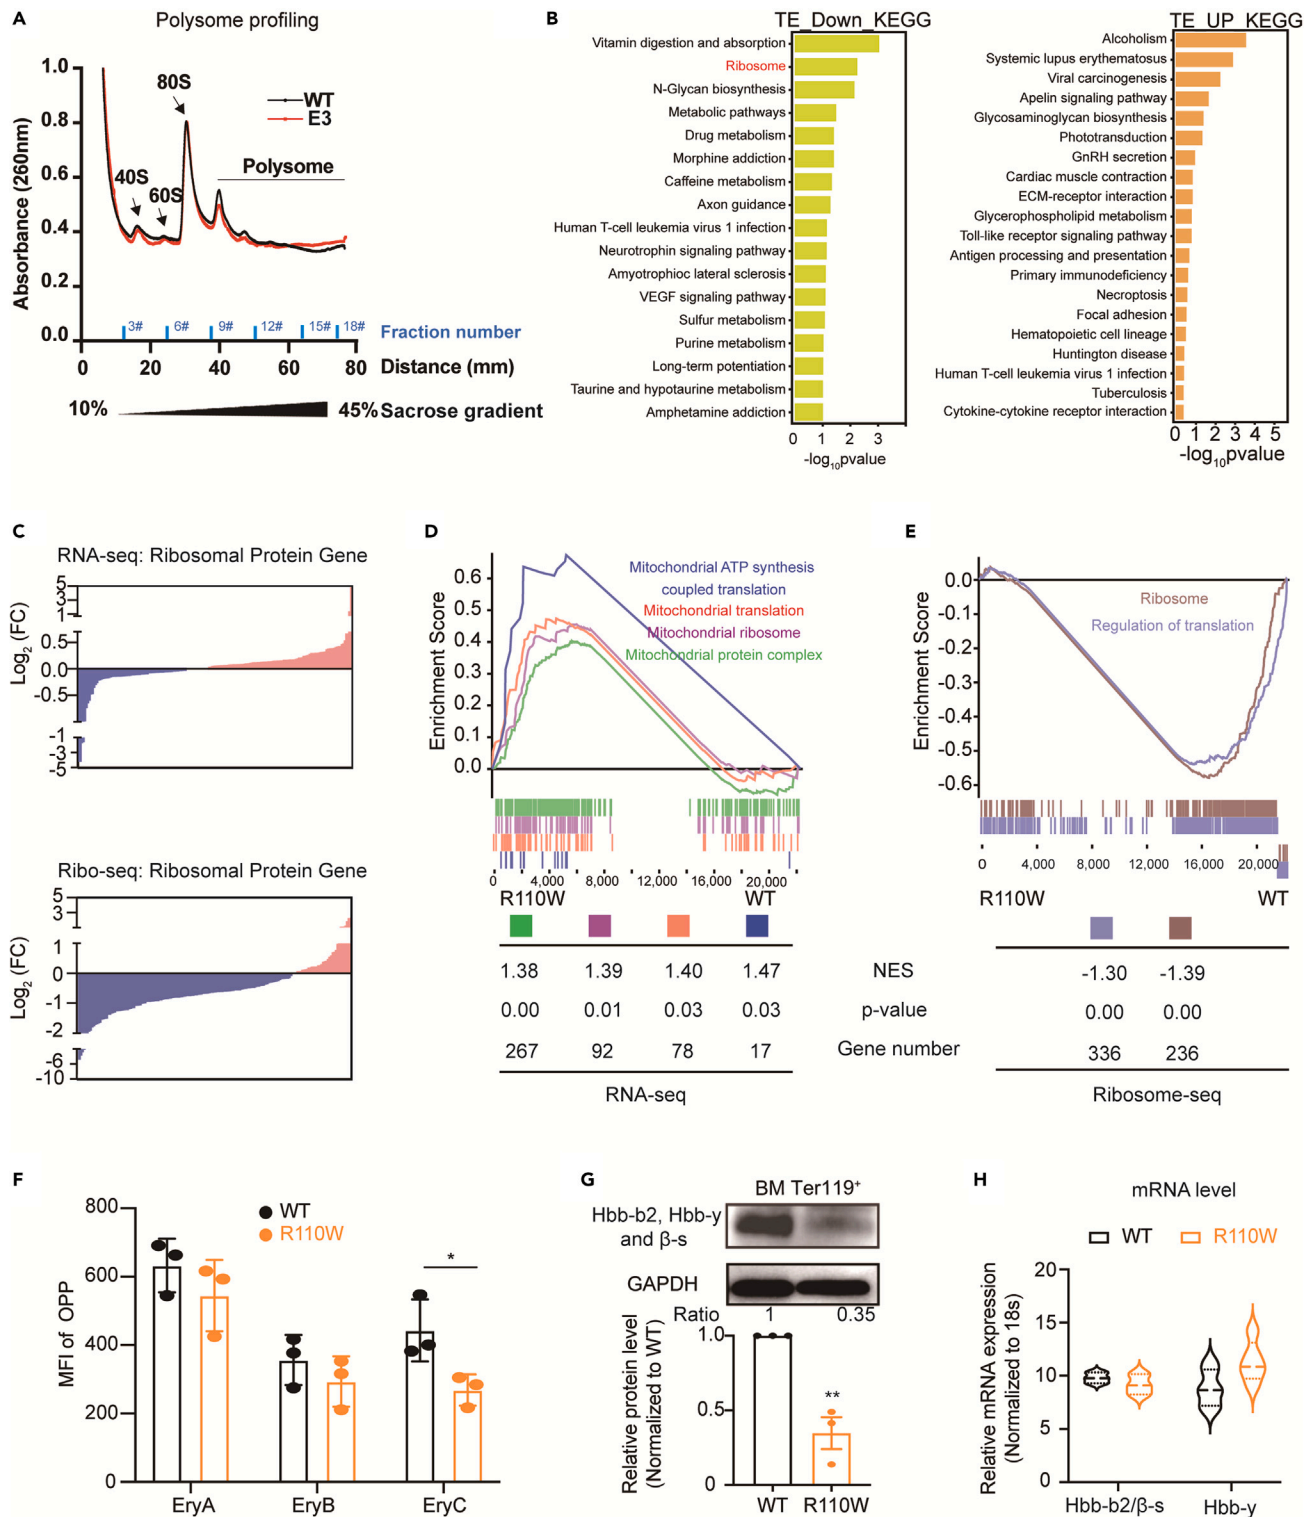 A
Polysome profiling
Absorbance (260nm)
1.0
0.8
0.6
0.4
0.2
0.0
80S
40S
60S
WT
E3
Polysome
3#
6#
9#
12#
15#
18#
Fraction number
0
20
40
60
80
Distance (mm)
10%
45% Sacrose gradient
B
TE_Down_KEGG
Vitamin digestion and absorption
Ribosome
N-Glycan biosynthesis
Metabolic pathways
Drug metabolism
Morphine addiction
Caffeine metabolism
Axon guidance
Human T-cell leukemia virus 1 infection
Neurotrophin signaling pathway
Amyotrophioc lateral sclerosis
VEGF signaling pathway
Sulfur metabolism
Purine metabolism
Long-term potentiation
Taurine and hypotaurine metabolism
Amphetamine addiction
0 1 2 3
-log10pvalue
TE_UP_KEGG
Alcoholism
Systemic lupus erythematosus
Viral carcinogenesis
Apelin signaling pathway
Glycosaminoglycan biosynthesis
Phototransduction
GnRH secretion
Cardiac muscle contraction
ECM-receptor interaction
Glycerophospholipid metabolism
Toll-like receptor signaling pathway
Antigen processing and presentation
Primary immunodeficiency
Necroptosis
Focal adhesion
Hematopoietic cell lineage
Huntington disease
Human T-cell leukemia virus 1 infection
Tuberculosis
Cytokine-cytokine receptor interaction
0 1 2 3 4 5
-log10pvalue
C
RNA-seq: Ribosomal Protein Gene
Log2 (FC)
5
3
1
0.5
0.0
-0.5
-1
-3
-5
Ribo-seq: Ribosomal Protein Gene
Log2 (FC)
5
3
1
0
-1
-2
-6
-10
D
Enrichment Score
0.6
0.5
0.4
0.3
0.2
0.1
0.0
Mitochondrial ATP synthesis
coupled translation
Mitochondrial translation
Mitochondrial ribosome
Mitochondrial protein complex
0 4,000 8,000 12,000 16,000 20,000
R110W WT
1.38 1.39 1.40 1.47
0.00 0.01 0.03 0.03
267 92 78 17
RNA-seq
NES
p-value
Gene number
E
Enrichment Score
0.0
-0.1
-0.2
-0.3
-0.4
-0.5
-0.6
Ribosome
Regulation of translation
0 4,000 8,000 12,000 16,000 20,000
R110W WT
-1.30 -1.39
0.00 0.00
336 236
Ribosome-seq
F
MFI of OPP
800
600
400
200
0
WT
R110W
*
EryA EryB EryC
G
BM Ter119+
Hbb-b2, Hbb-y
and β-s
GAPDH
Ratio 1 0.35
Relative protein level
(Normalized to WT)
1.0
0.5
0
**
WT R110W
H
mRNA level
WT R110W
Relative mRNA expression
(Normalized to 18s)
20
15
10
5
0
Hbb-b2/β-s Hbb-y